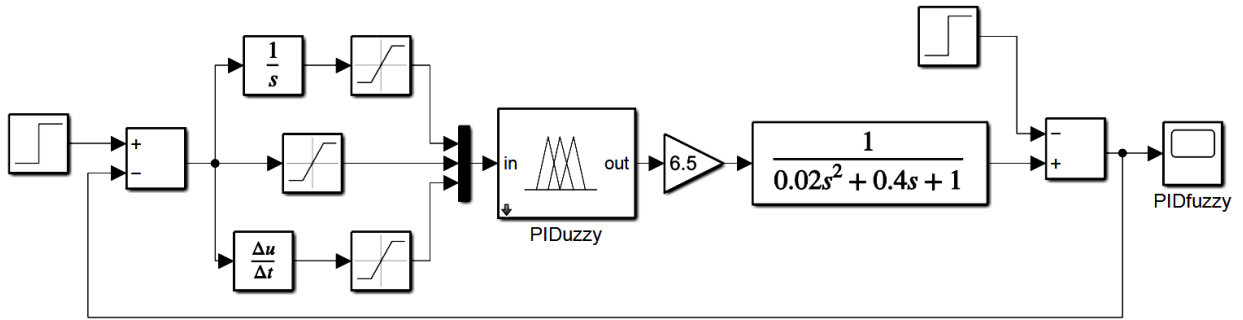 1
s
+
−
Δu
Δt
in
out
PIDuzzy
6.5
1
0.02s² + 0.4s + 1
−
+
PIDfuzzy